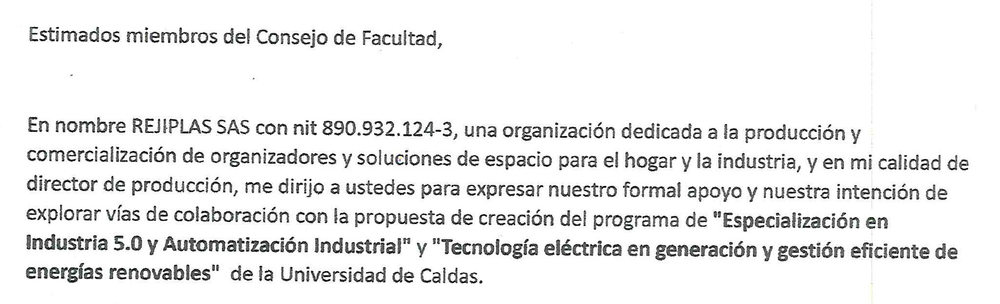 Estimados miembros del Consejo de Facultad,
En nombre REJIPLAS SAS con nit 890.932.124-3, una organización dedicada a la producción y
comercialización de organizadores y soluciones de espacio para el hogar y la industria, y en mi calidad de
director de producción, me dirijo a ustedes para expresar nuestro formal apoyo y nuestra intención de
explorar vías de colaboración con la propuesta de creación del programa de "Especialización en
Industria 5.0 y Automatización Industrial" y "Tecnología eléctrica en generación y gestión eficiente de
energías renovables" de la Universidad de Caldas.